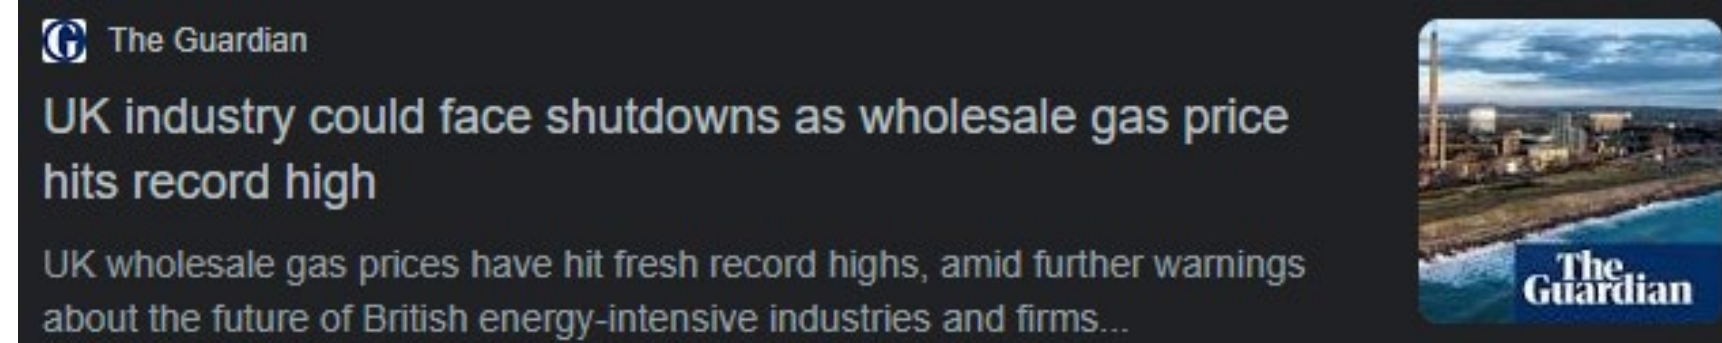 The Guardian
UK industry could face shutdowns as wholesale gas price
hits record high
UK wholesale gas prices have hit fresh record highs, amid further warnings
about the future of British energy-intensive industries and firms...
The
Guardian